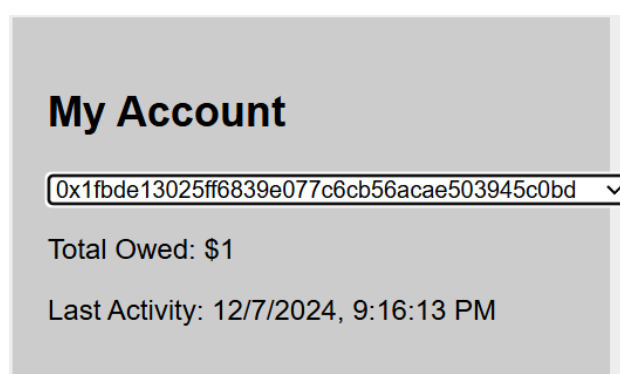 My Account
0x1fbde13025ff6839e077c6cb56acae503945c0bd
Total Owed: $1
Last Activity: 12/7/2024, 9:16:13 PM